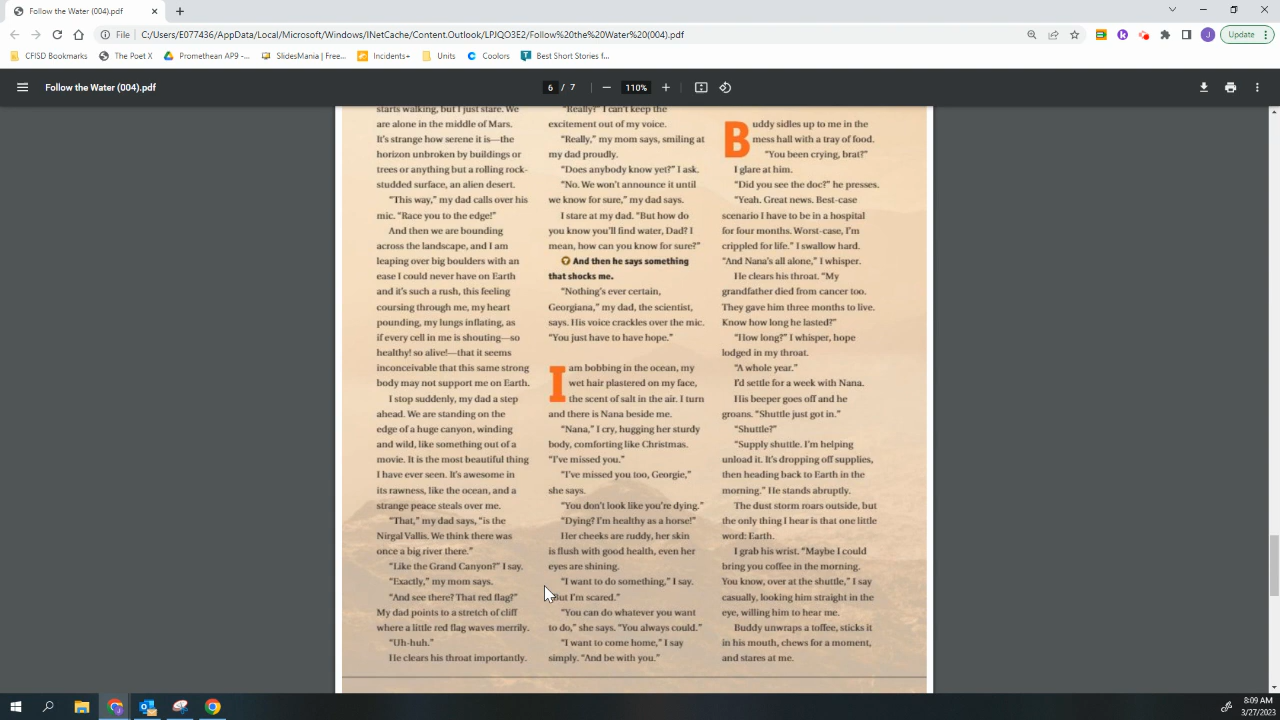 Follow the Water (004).pdf
File
C:/Users/E077436/AppData/Local/Microsoft/Windows/INetCache/Content.Outlook/LPJQO3E2/Follow%20the%20Water%20(004).pdf
Update
CFISD Bookmarks
The Poet X
Promethean AP9 -...
SlidesMania | Free...
Incidents+
Units
Coolors
Best Short Stories f...
Follow the Water (004).pdf
6 / 7
110%
starts walking, but I just stare. We
are alone in the middle of Mars.
It's strange how serene it is—the
horizon unbroken by buildings or
trees or anything but a rolling rock-
studded surface, an alien desert.
"This way," my dad calls over his
mic. "Race you to the edge!"
And then we are bounding
across the landscape, and I am
leaping over big boulders with an
ease I could never have on Earth
and it's such a rush, this feeling
coursing through me, my heart
pounding, my lungs inflating, as
if every cell in me is shouting—so
healthy! so alive!—that it seems
inconceivable that this same strong
body may not support me on Earth.
I stop suddenly, my dad a step
ahead. We are standing on the
edge of a huge canyon, winding
and wild, like something out of a
movie. It is the most beautiful thing
I have ever seen. It's awesome in
its rawness, like the ocean, and a
strange peace steals over me.
"That," my dad says, "is the
Nirgal Vallis. We think there was
once a big river there."
"Like the Grand Canyon?" I say.
"Exactly," my mom says.
"And see there? That red flag?"
My dad points to a stretch of cliff
where a little red flag waves merrily.
"Uh-huh."
He clears his throat importantly.
"Really?" I can't keep the
excitement out of my voice.
"Really," my mom says, smiling at
my dad proudly.
"Does anybody know yet?" I ask.
"No. We won't announce it until
we know for sure," my dad says.
I stare at my dad. "But how do
you know you'll find water, Dad? I
mean, how can you know for sure?"
And then he says something
that shocks me.
"Nothing's ever certain,
Georgiana," my dad, the scientist,
says. His voice crackles over the mic.
"You just have to have hope."
I am bobbing in the ocean, my
wet hair plastered on my face,
the scent of salt in the air. I turn
and there is Nana beside me.
"Nana," I cry, hugging her sturdy
body, comforting like Christmas.
"I've missed you."
"I've missed you too, Georgie,"
she says.
"You don't look like you're dying."
"Dying? I'm healthy as a horse!"
Her cheeks are ruddy, her skin
is flush with good health, even her
eyes are shining.
"I want to do something," I say.
"But I'm scared."
"You can do whatever you want
to do," she says. "You always could."
"I want to come home," I say
simply. "And be with you."
Buddy sidles up to me in the
mess hall with a tray of food.
"You been crying, brat?"
I glare at him.
"Did you see the doc?" he presses.
"Yeah. Great news. Best-case
scenario I have to be in a hospital
for four months. Worst-case, I'm
crippled for life." I swallow hard.
"And Nana's all alone," I whisper.
He clears his throat. "My
grandfather died from cancer too.
They gave him three months to live.
Know how long he lasted?"
"How long?" I whisper, hope
lodged in my throat.
"A whole year."
I'd settle for a week with Nana.
His beeper goes off and he
groans. "Shuttle just got in."
"Shuttle?"
"Supply shuttle. I'm helping
unload it. It's dropping off supplies,
then heading back to Earth in the
morning." He stands abruptly.
The dust storm roars outside, but
the only thing I hear is that one little
word: Earth.
I grab his wrist. "Maybe I could
bring you coffee in the morning.
You know, over at the shuttle," I say
casually, looking him straight in the
eye, willing him to hear me.
Buddy unwraps a toffee, sticks it
in his mouth, chews for a moment,
and stares at me.
8:09 AM
3/27/2023